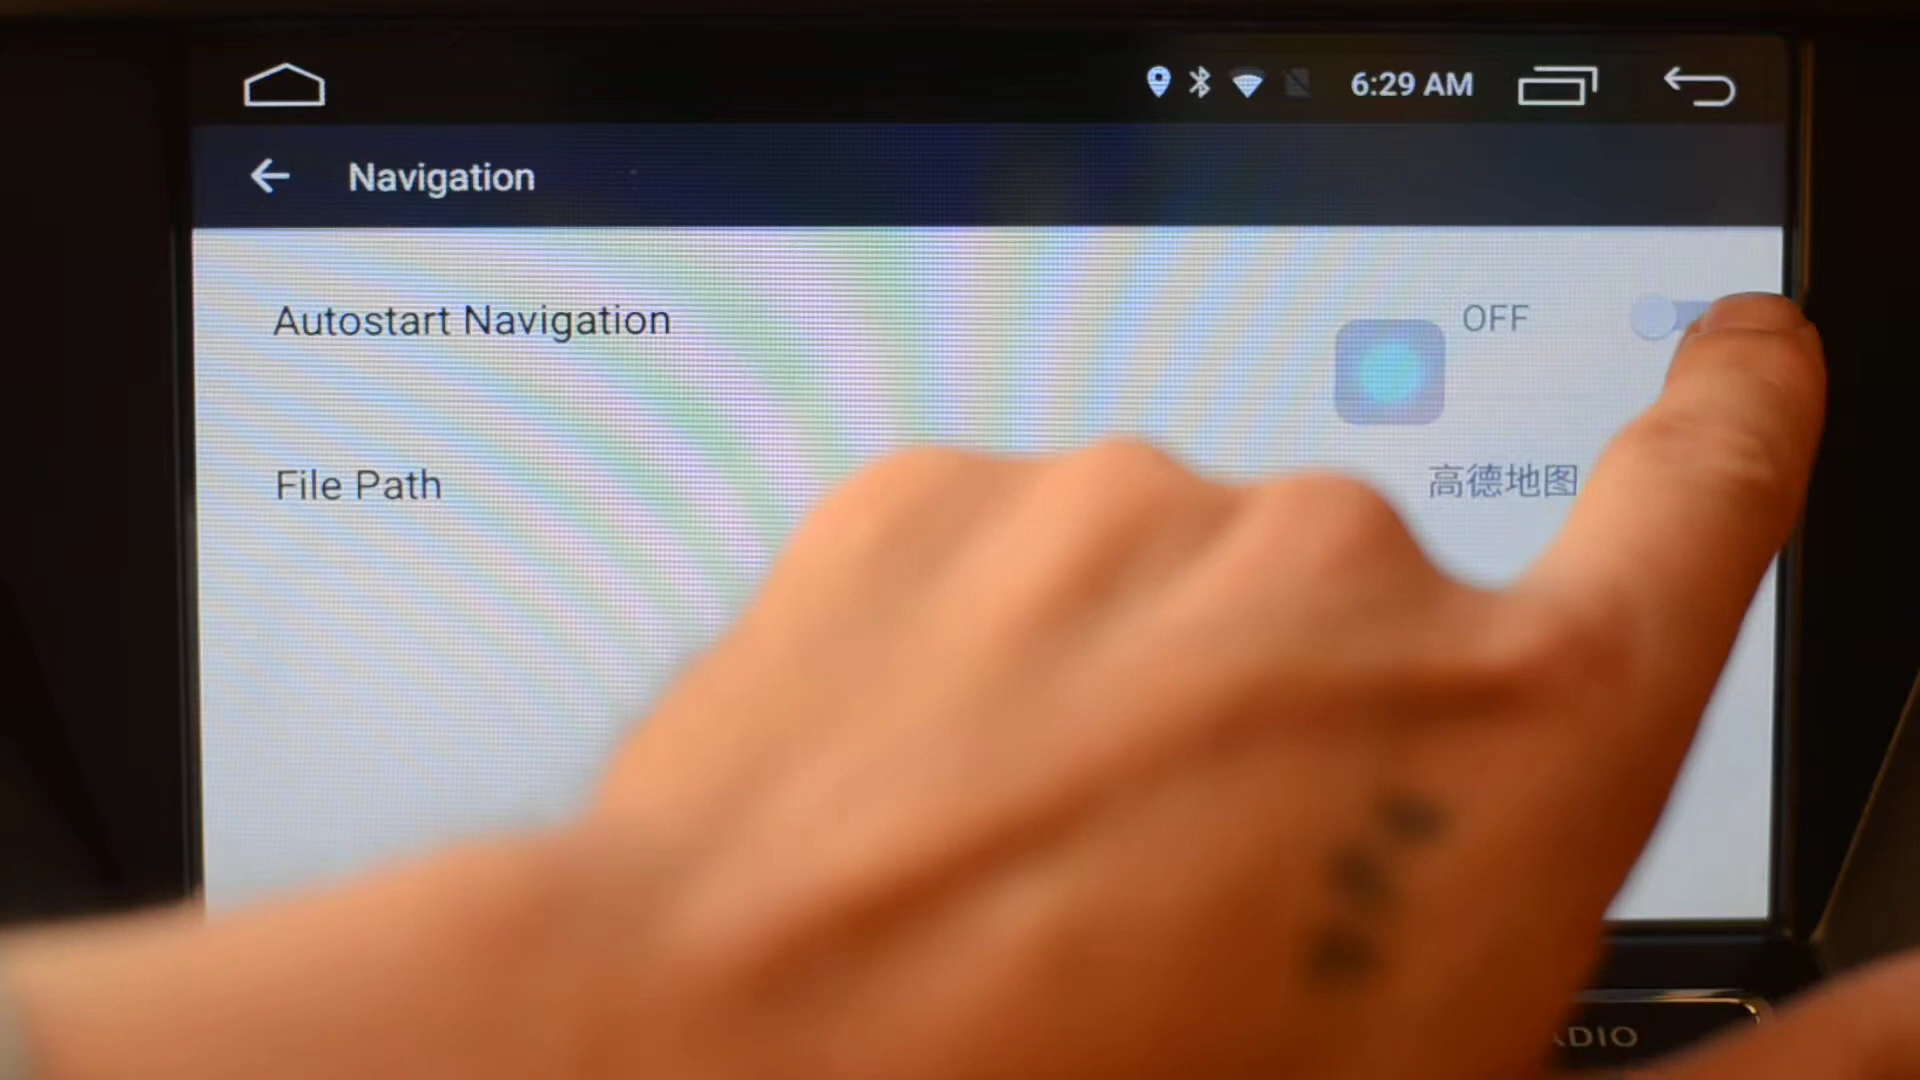 6:29 AM
Navigation
Autostart Navigation
OFF
File Path
高德地图